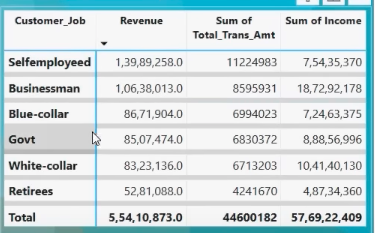 Customer_Job Revenue Sum of Total_Trans_Amt Sum of Income
Selfemployeed 1,39,89,258.0 11224983 7,54,35,370
Businessman 1,06,38,013.0 8595931 18,72,92,178
Blue-collar 86,71,904.0 6994023 7,24,63,375
Govt 85,07,474.0 6830372 8,88,56,996
White-collar 83,23,136.0 6713203 10,41,40,130
Retirees 52,81,088.0 4241670 4,87,34,360
Total 5,54,10,873.0 44600182 57,69,22,409